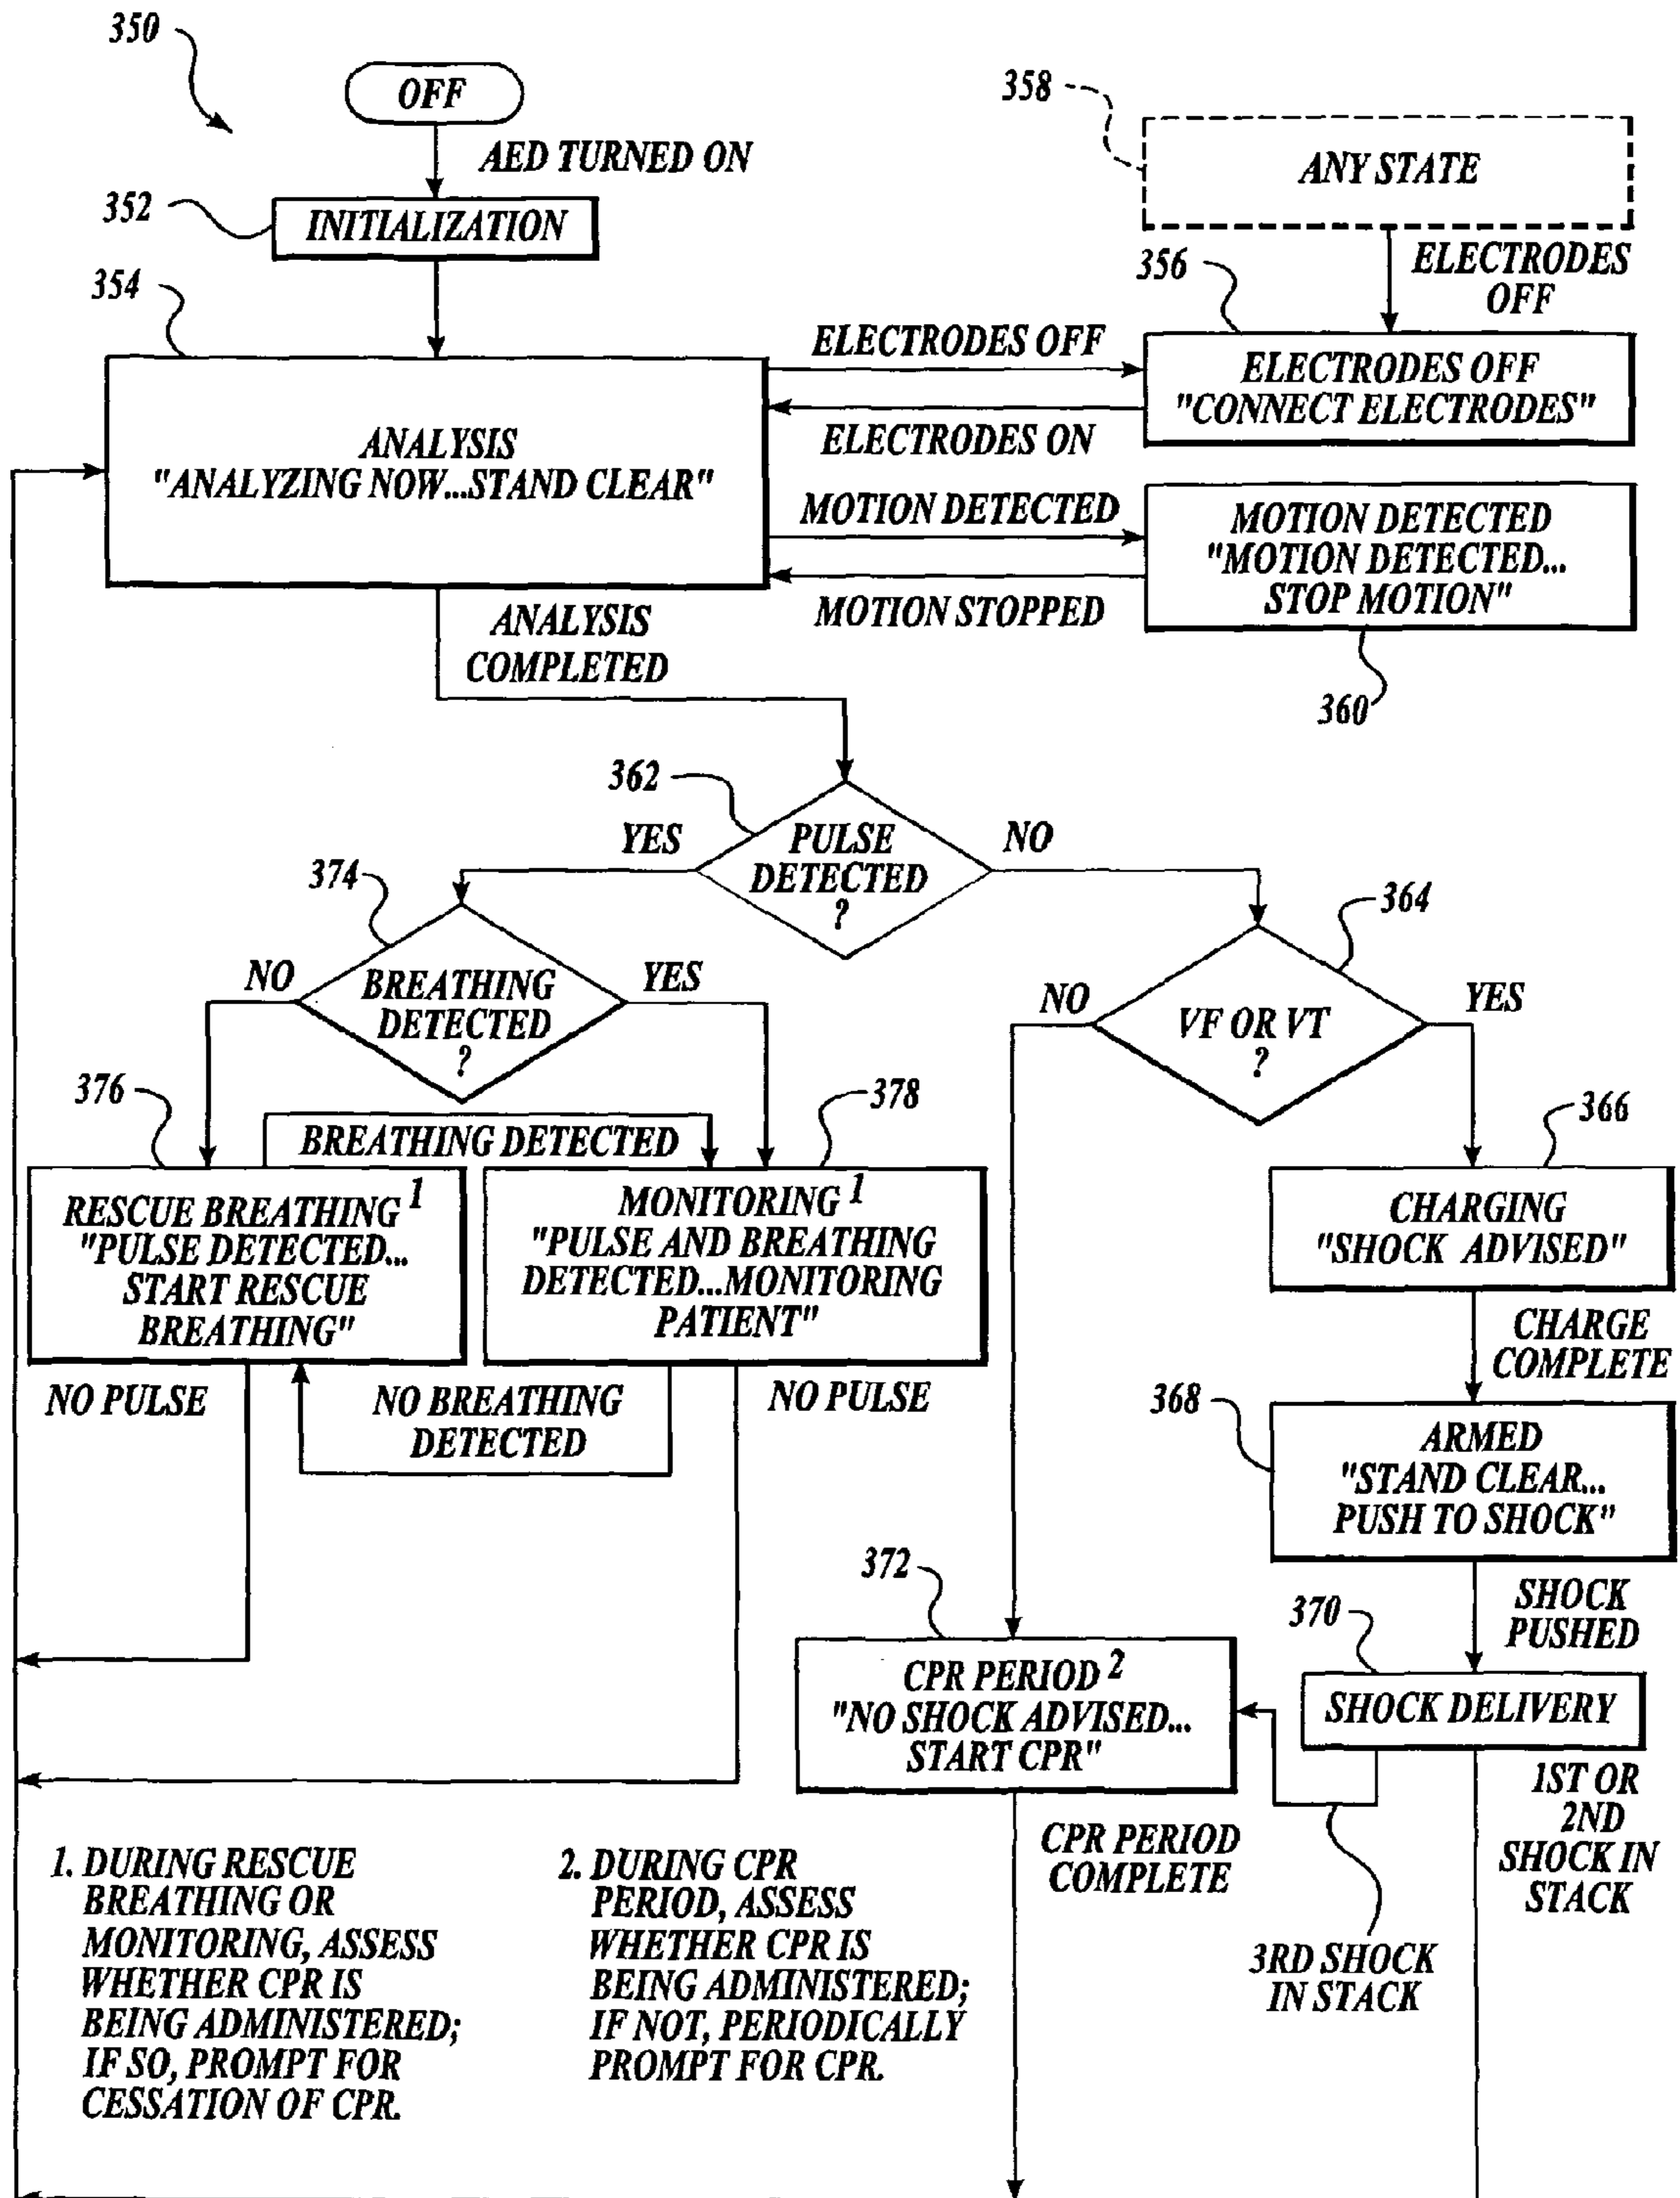 350
OFF
AED TURNED ON
352
INITIALIZATION
358
ANY STATE
ELECTRODES
OFF
354
356
ELECTRODES OFF
ELECTRODES OFF
"CONNECT ELECTRODES"
ELECTRODES ON
ANALYSIS
"ANALYZING NOW...STAND CLEAR"
MOTION DETECTED
MOTION DETECTED
"MOTION DETECTED...
STOP MOTION"
MOTION STOPPED
360
ANALYSIS
COMPLETED
362
PULSE
DETECTED
?
YES
NO
374
BREATHING
DETECTED
?
NO
YES
364
VF OR VT
?
NO
YES
376
BREATHING DETECTED
378
366
RESCUE BREATHING 1
"PULSE DETECTED...
START RESCUE
BREATHING"
MONITORING 1
"PULSE AND BREATHING
DETECTED...MONITORING
PATIENT"
CHARGING
"SHOCK ADVISED"
CHARGE
COMPLETE
NO PULSE
NO BREATHING
DETECTED
NO PULSE
368
ARMED
"STAND CLEAR...
PUSH TO SHOCK"
SHOCK
PUSHED
372
370
CPR PERIOD 2
"NO SHOCK ADVISED...
START CPR"
SHOCK DELIVERY
CPR PERIOD
COMPLETE
3RD SHOCK
IN STACK
1ST OR
2ND
SHOCK IN
STACK
1. DURING RESCUE
BREATHING OR
MONITORING, ASSESS
WHETHER CPR IS
BEING ADMINISTERED;
IF SO, PROMPT FOR
CESSATION OF CPR.
2. DURING CPR
PERIOD, ASSESS
WHETHER CPR IS
BEING ADMINISTERED;
IF NOT, PERIODICALLY
PROMPT FOR CPR.